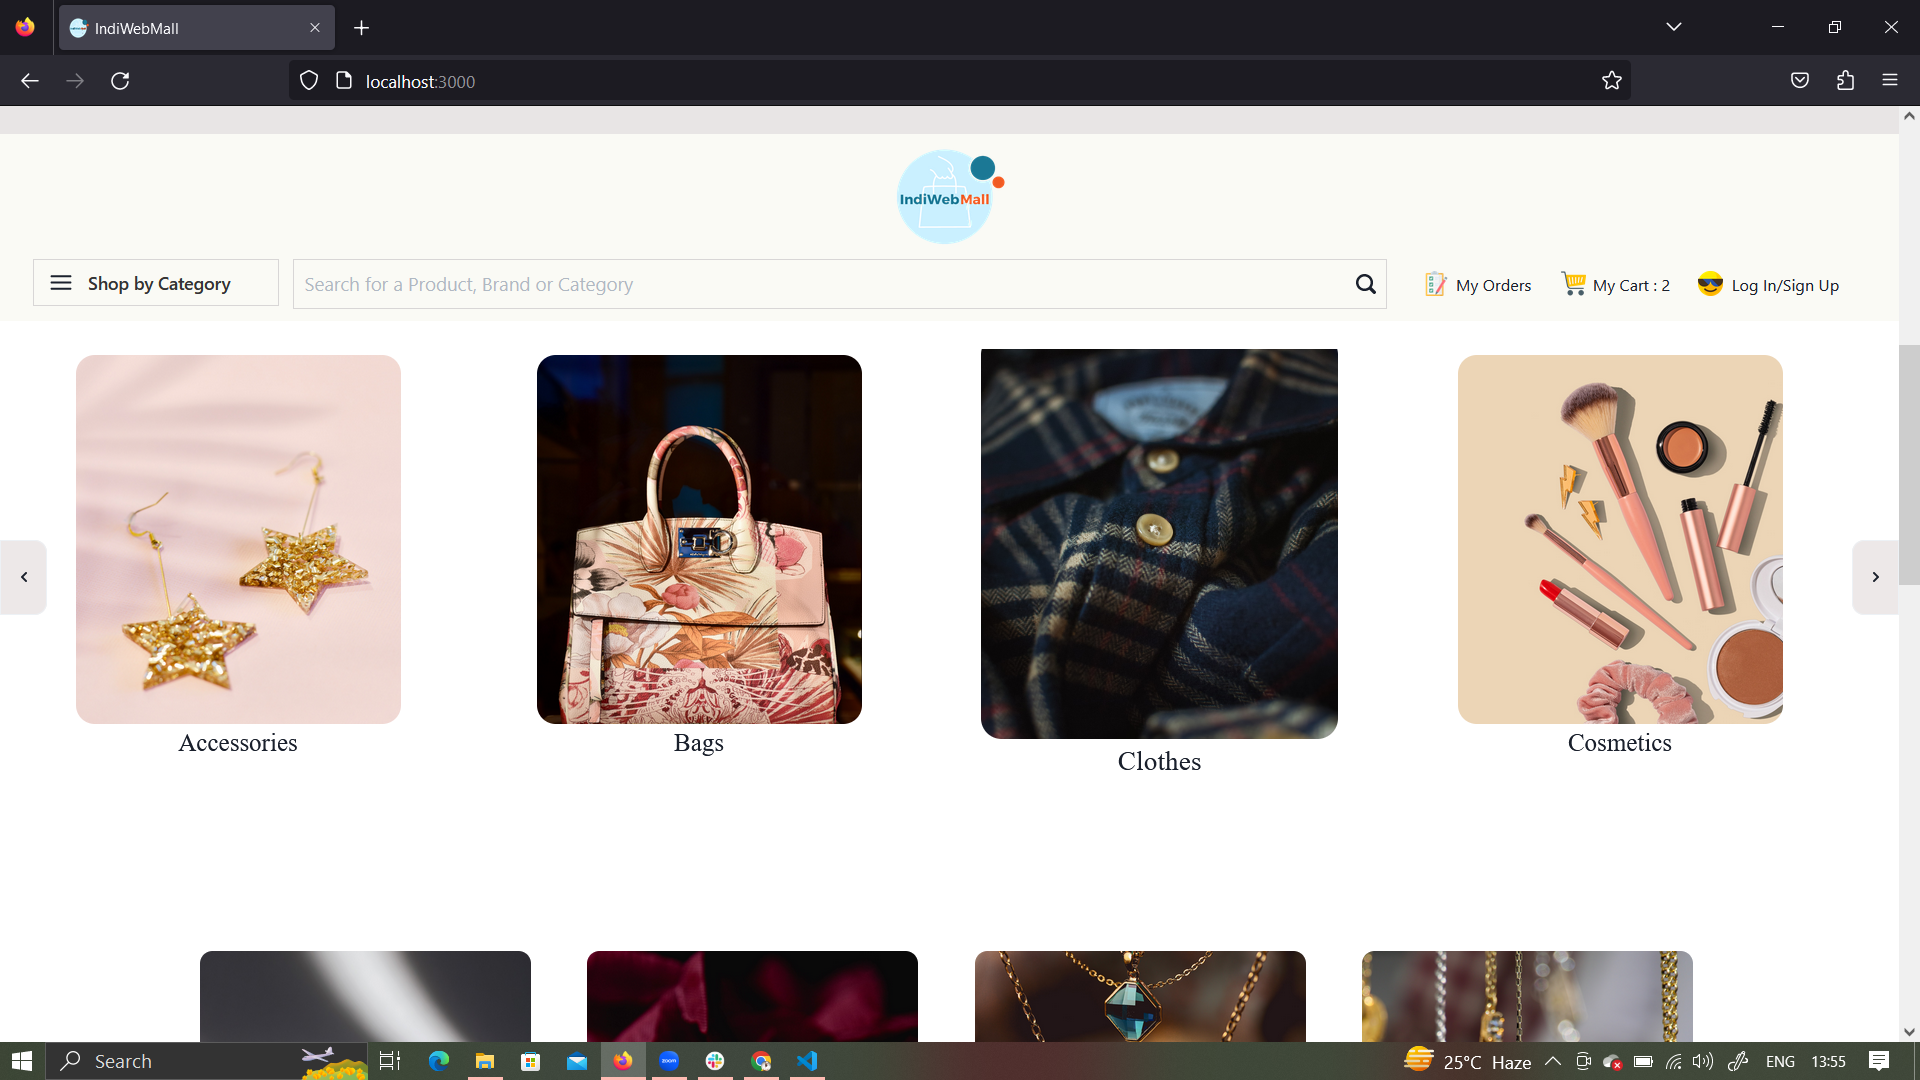 IndiWebMall
localhost:3000
IndiWebMall
Shop by Category
Search for a Product, Brand or Category
My Orders
My Cart : 2
Log In/Sign Up
Accessories
Bags
Clothes
Cosmetics
Search
zoom
25°C Haze
ENG
13:55